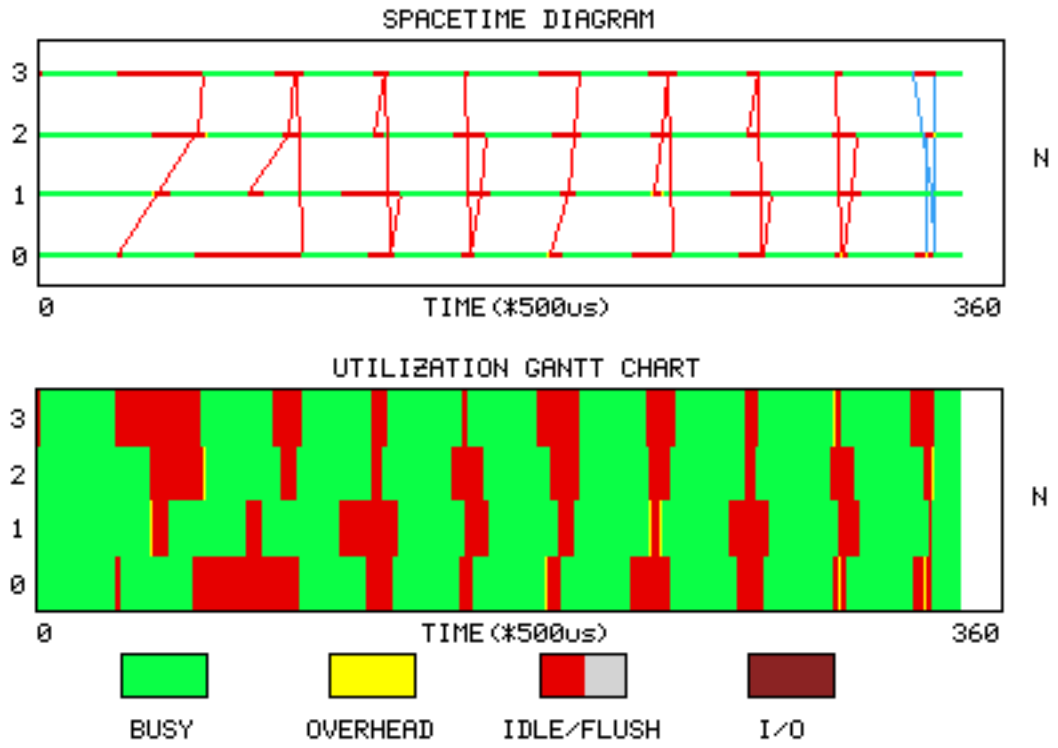 SPACETIME DIAGRAM
3
2
N
1
0
0 TIME(*500us) 360
UTILIZATION GANTT CHART
3
2
N
1
0
0 TIME(*500us) 360
BUSY OVERHEAD IDLE/FLUSH I/O